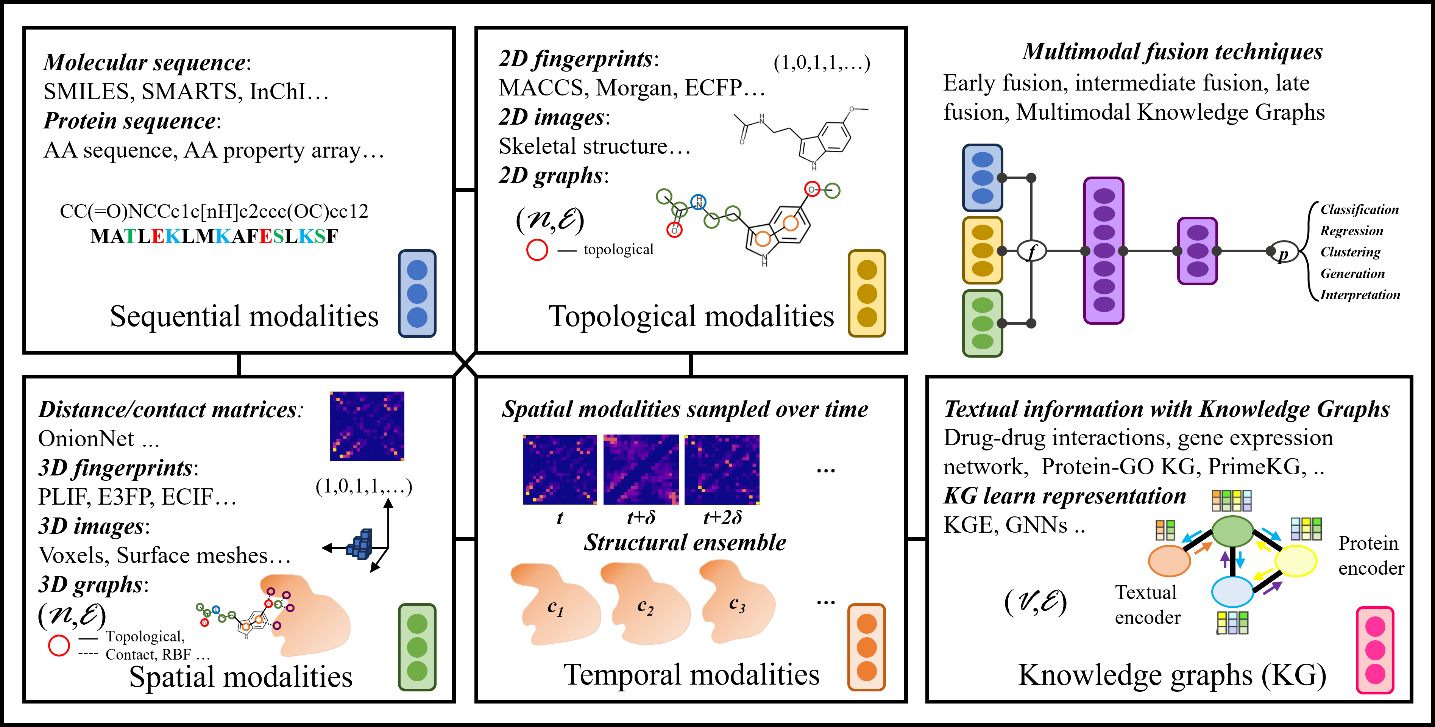 Molecular sequence:
SMILES, SMARTS, InChI…
Protein sequence:
AA sequence, AA property array…
CC(=O)NCCc1c[nH]c2ccc(OC)cc12
MATLEKLMKAFESLKSF
Sequential modalities
2D fingerprints:
(1,0,1,1,…)
MACCS, Morgan, ECFP…
2D images:
Skeletal structure…
2D graphs:
(𝒩,ℰ)
topological
O
H
N
O
N
H
O
H
N
O
N
H
Topological modalities
Multimodal fusion techniques
Early fusion, intermediate fusion, late
fusion, Multimodal Knowledge Graphs
f
p
Classification
Regression
Clustering
Generation
Interpretation
Distance/contact matrices:
OnionNet ...
3D fingerprints:
PLIF, E3FP, ECIF…
(1,0,1,1,…)
3D images:
Voxels, Surface meshes…
3D graphs:
(𝒩,ℰ)
Topological,
Contact, RBF ...
Spatial modalities
Spatial modalities sampled over time
...
t t+δ t+2δ
Structural ensemble
c1 c2 c3 ...
Temporal modalities
Textual information with Knowledge Graphs
Drug-drug interactions, gene expression
network, Protein-GO KG, PrimeKG, ..
KG learn representation
KGE, GNNs ..
Protein
encoder
Textual
encoder
(𝒱,ℰ)
Knowledge graphs (KG)